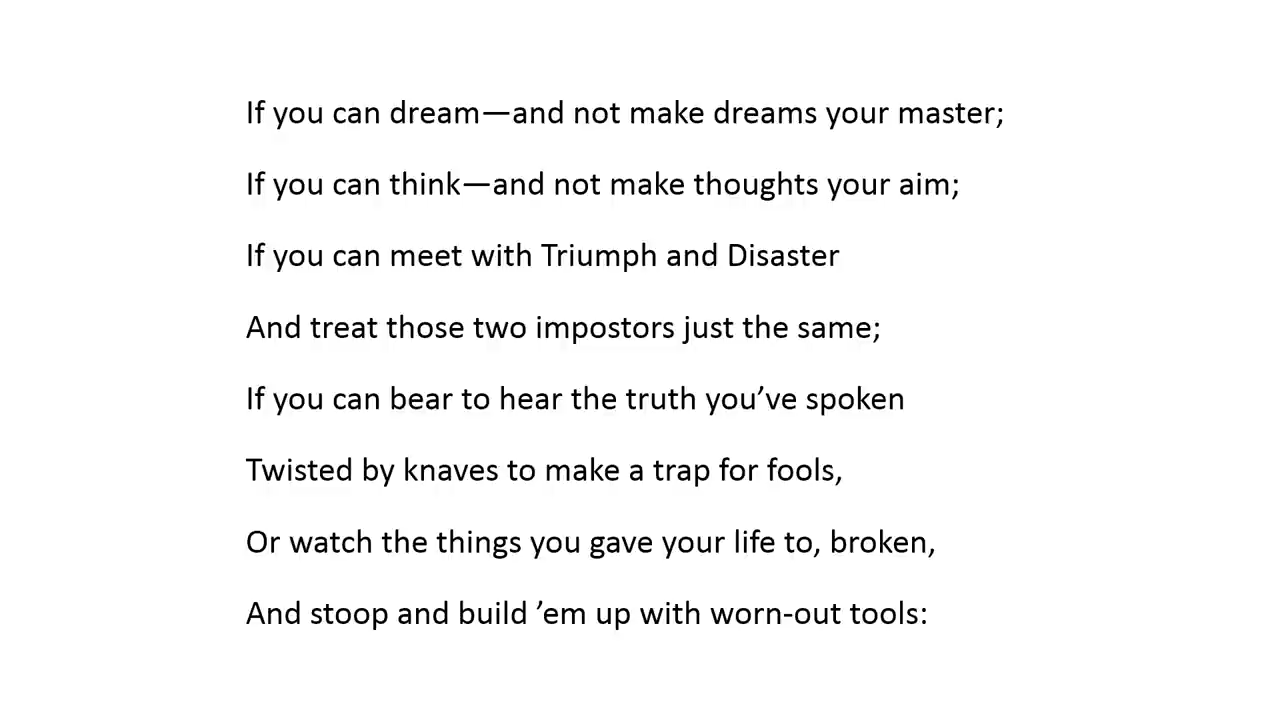 If you can dream—and not make dreams your master;
If you can think—and not make thoughts your aim;
If you can meet with Triumph and Disaster
And treat those two impostors just the same;
If you can bear to hear the truth you’ve spoken
Twisted by knaves to make a trap for fools,
Or watch the things you gave your life to, broken,
And stoop and build ’em up with worn-out tools: